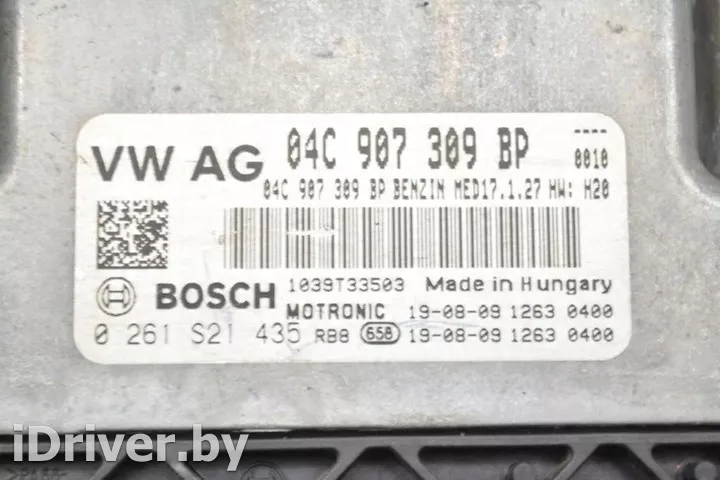 VW AG 04C 907 309 BP ----
0010
04C 907 309 BP BENZIN MED17.1.27 HW: H20
1039T33503 Made in Hungary
BOSCH MOTRONIC 19-08-09 1263 0400
0 261 S21 435 RB8 658 19-08-09 1263 0400
iDriver.by